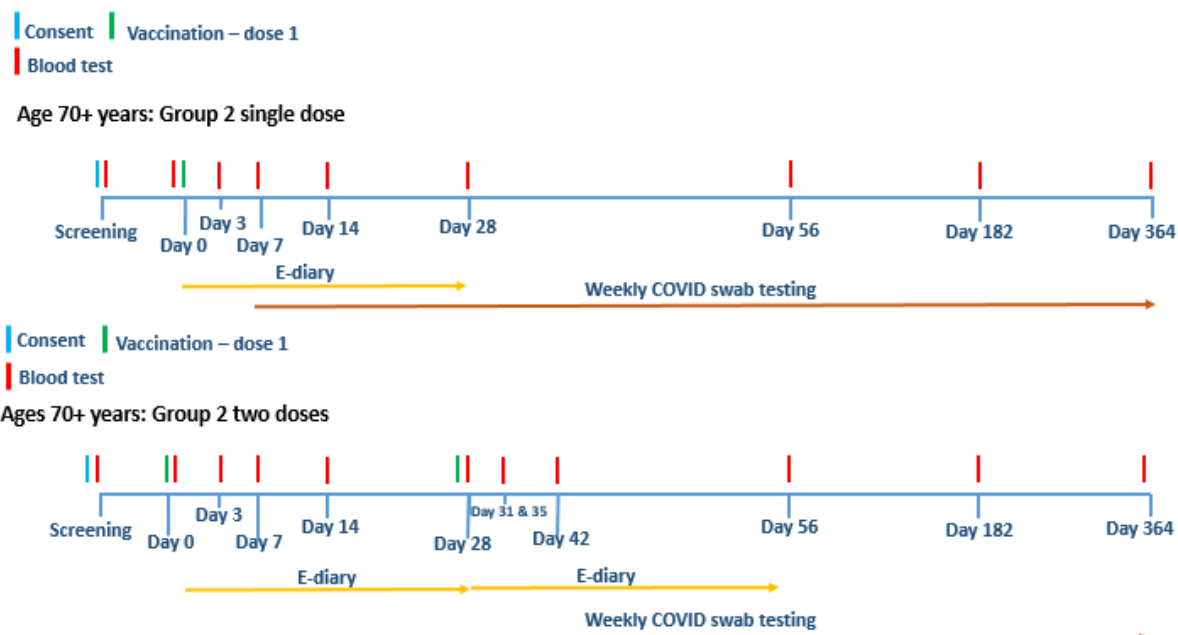 Consent Vaccination – dose 1
Blood test
Age 70+ years: Group 2 single dose
Screening Day 0 Day 3 Day 7 Day 14 Day 28 Day 56 Day 182 Day 364
E-diary
Weekly COVID swab testing
Consent Vaccination – dose 1
Blood test
Ages 70+ years: Group 2 two doses
Screening Day 0 Day 3 Day 7 Day 14 Day 28 Day 31 & 35 Day 42 Day 56 Day 182 Day 364
E-diary E-diary
Weekly COVID swab testing